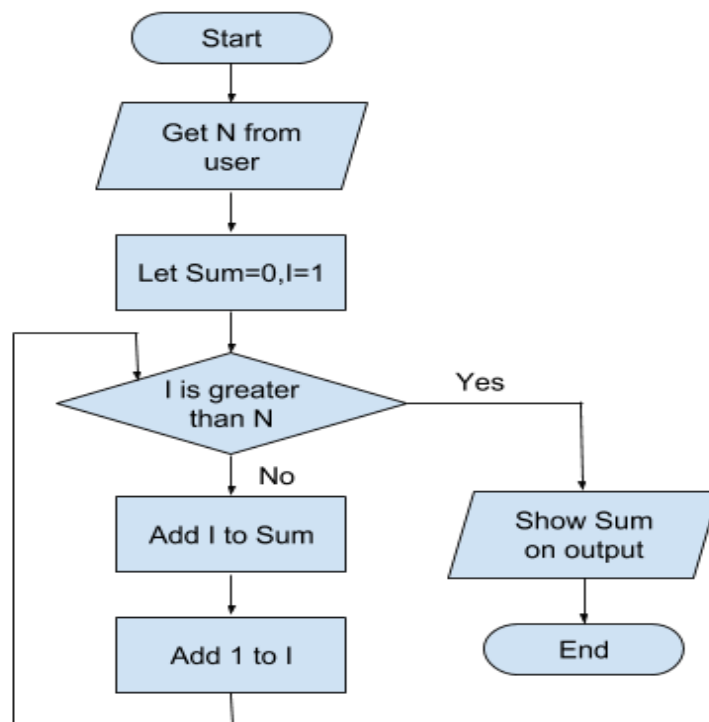 Start
Get N from
user
Let Sum=0,I=1
I is greater
than N
Yes
No
Add I to Sum
Show Sum
on output
Add 1 to I
End